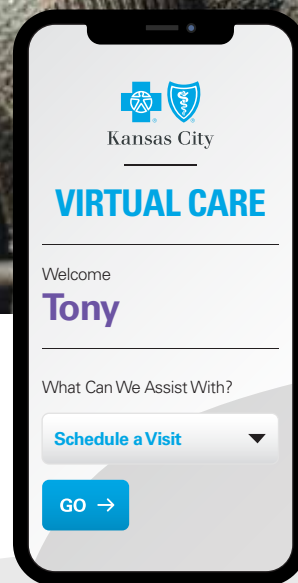 Kansas City
VIRTUAL CARE
Welcome
Tony
What Can We Assist With?
Schedule a Visit
GO →